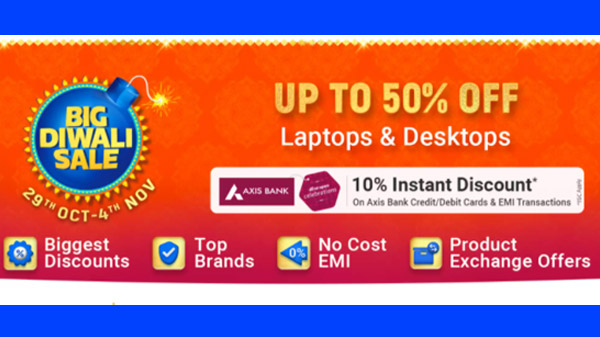 BIG
DIWALI
SALE
29TH OCT-4TH NOV
UP TO 50% OFF
Laptops & Desktops
AXIS BANK
celebrations
10% Instant Discount*
On Axis Bank Credit/Debit Cards & EMI Transactions
Biggest
Discounts
Top
Brands
0%
No Cost
EMI
Product
Exchange Offers